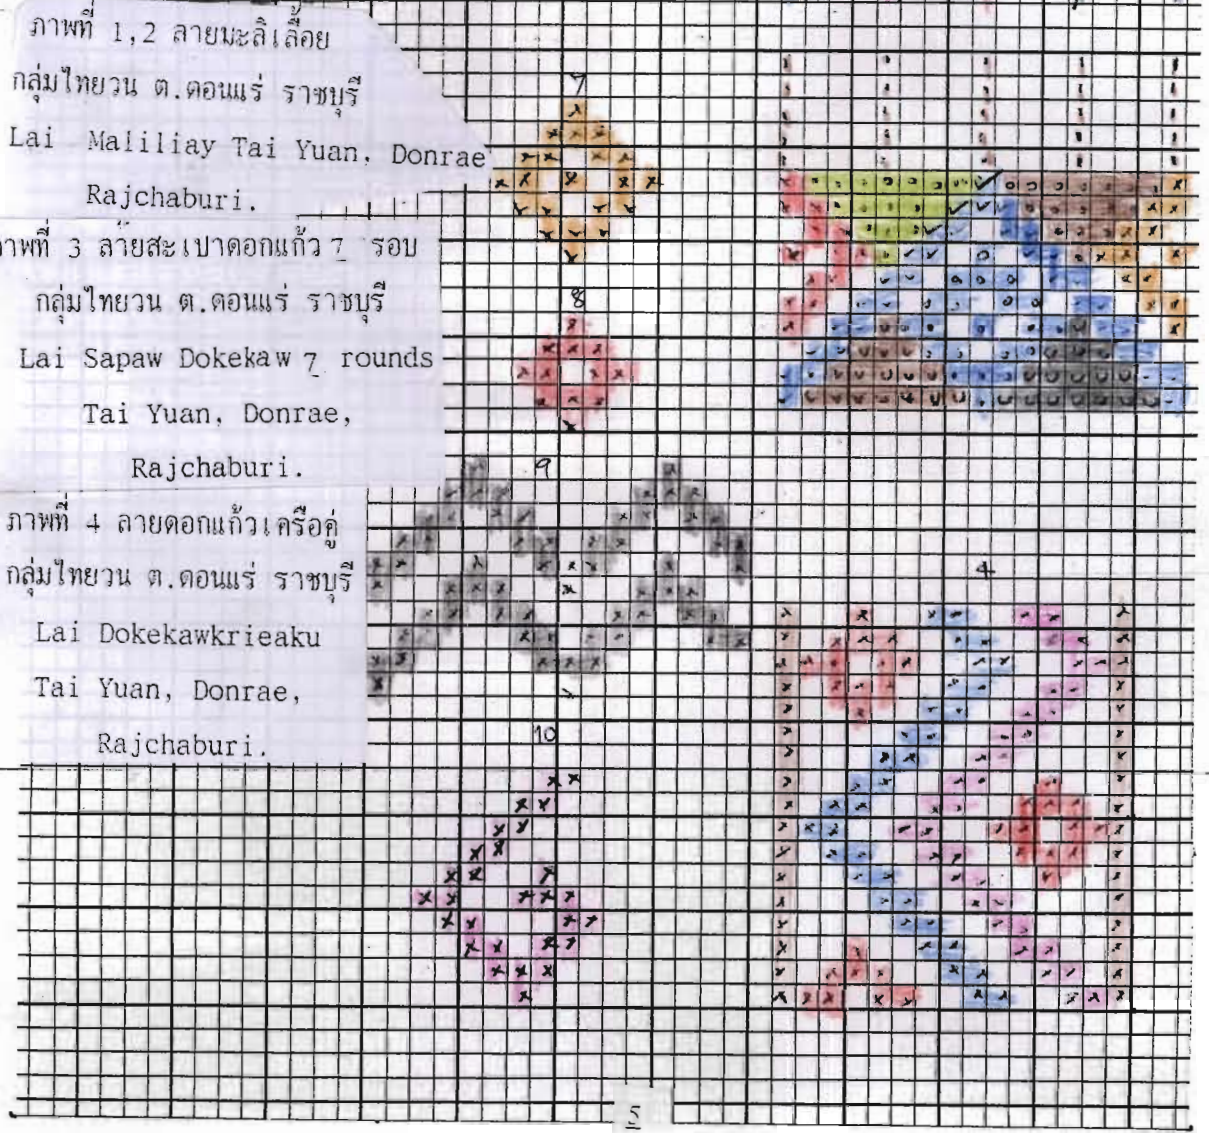 ภาพที่ 1,2 ลายมะลิเลื้อย
กลุ่มไทยวน ต.ดอนแร่ ราชบุรี
Lai Maliliay Tai Yuan, Donrae
Rajchaburi.
าพที่ 3 ลายสะเปาดอกแก้ว 7 รอบ
กลุ่มไทยวน ต.ดอนแร่ ราชบุรี
Lai Sapaw Dokekaw 7 rounds
Tai Yuan, Donrae,
Rajchaburi.
ภาพที่ 4 ลายดอกแก้วเครือคู่
กลุ่มไทยวน ต.ดอนแร่ ราชบุรี
Lai Dokekawkrieaku
Tai Yuan, Donrae,
Rajchaburi.
7
8
9
10
4
5